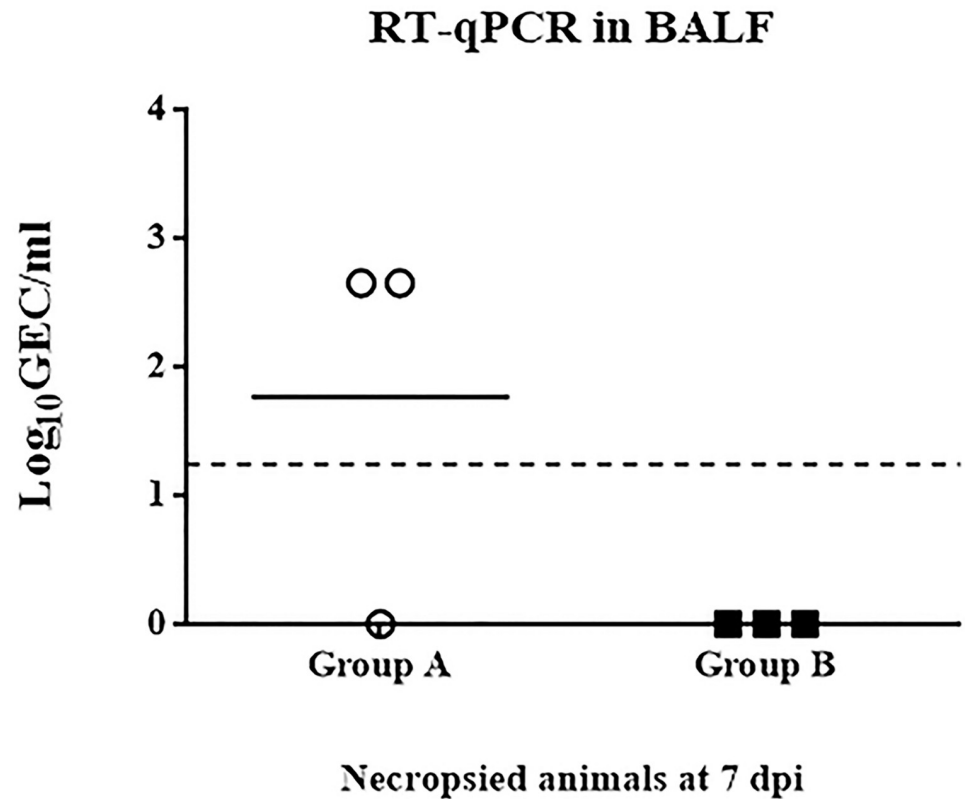 RT-qPCR in BALF
Log₁₀GEC/ml
4
3
2
1
0
Group A
Group B
Necropsied animals at 7 dpi